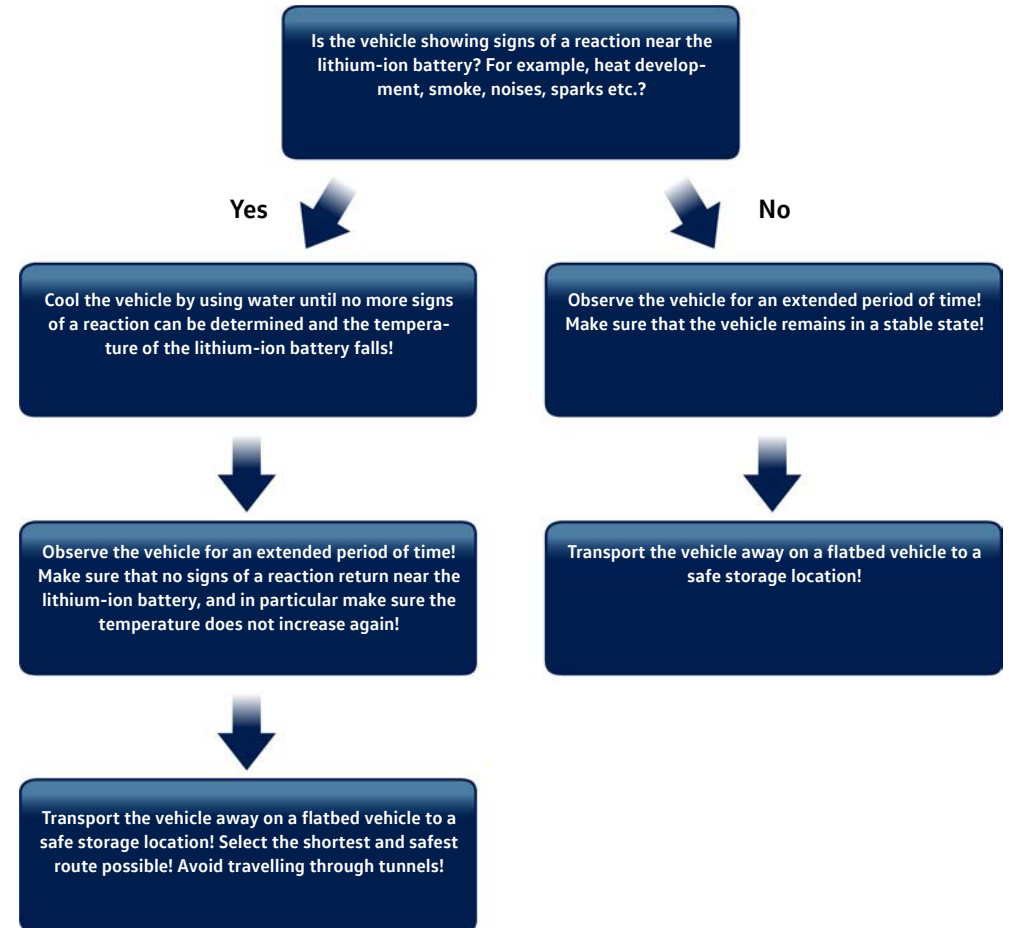 Is the vehicle showing signs of a reaction near the
lithium-ion battery? For example, heat develop-
ment, smoke, noises, sparks etc.?
Yes
No
Cool the vehicle by using water until no more signs
of a reaction can be determined and the tempera-
ture of the lithium-ion battery falls!
Observe the vehicle for an extended period of time!
Make sure that the vehicle remains in a stable state!
Observe the vehicle for an extended period of time!
Make sure that no signs of a reaction return near the
lithium-ion battery, and in particular make sure the
temperature does not increase again!
Transport the vehicle away on a flatbed vehicle to a
safe storage location!
Transport the vehicle away on a flatbed vehicle to a
safe storage location! Select the shortest and safest
route possible! Avoid travelling through tunnels!